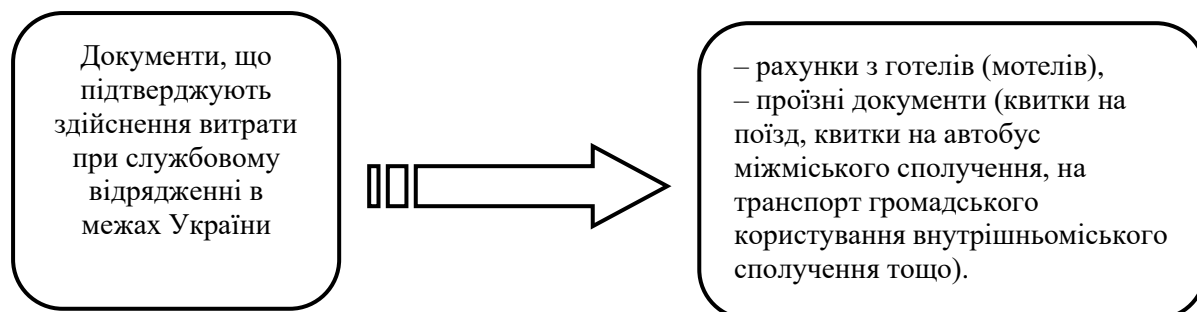 Документи, що
підтверджують
здійснення витрати
при службовому
відрядженні в
межах України
– рахунки з готелів (мотелів),
– проїзні документи (квитки на
поїзд, квитки на автобус
міжміського сполучення, на
транспорт громадського
користування внутрішньоміського
сполучення тощо).